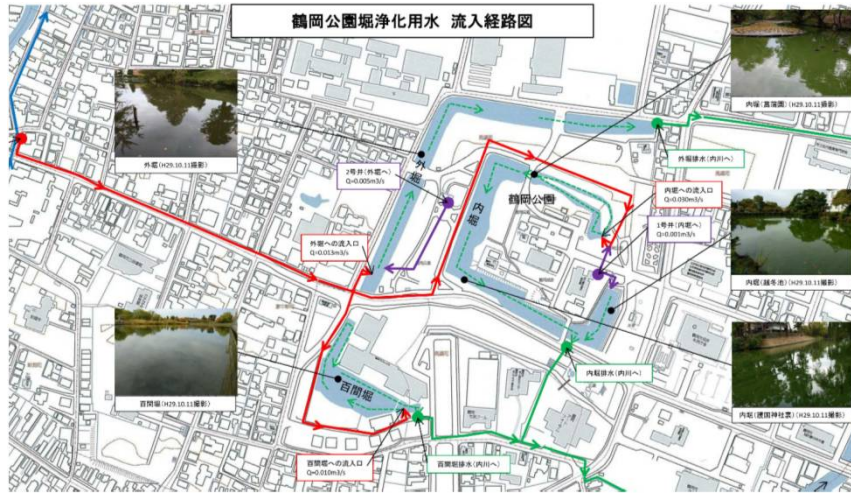 鶴岡公園堀浄化用水 流入経路図
外堀(H29.10.11撮影)
2号井(外堀へ)
Q=0.005m3/s
外堀への流入口
Q=0.013m3/s
外堀
内堀
鶴岡公園
内堀(菖蒲園)(H29.10.11撮影)
外堀排水(内川へ)
内堀への流入口
Q=0.030m3/s
1号井(内堀へ)
Q=0.001m3/s
内堀(越冬池)(H29.10.11撮影)
百間堀(H29.10.11撮影)
百間堀
内堀排水(内川へ)
内堀(護国神社裏)(H29.10.11撮影)
百間堀への流入口
Q=0.010m3/s
百間堀排水(内川へ)